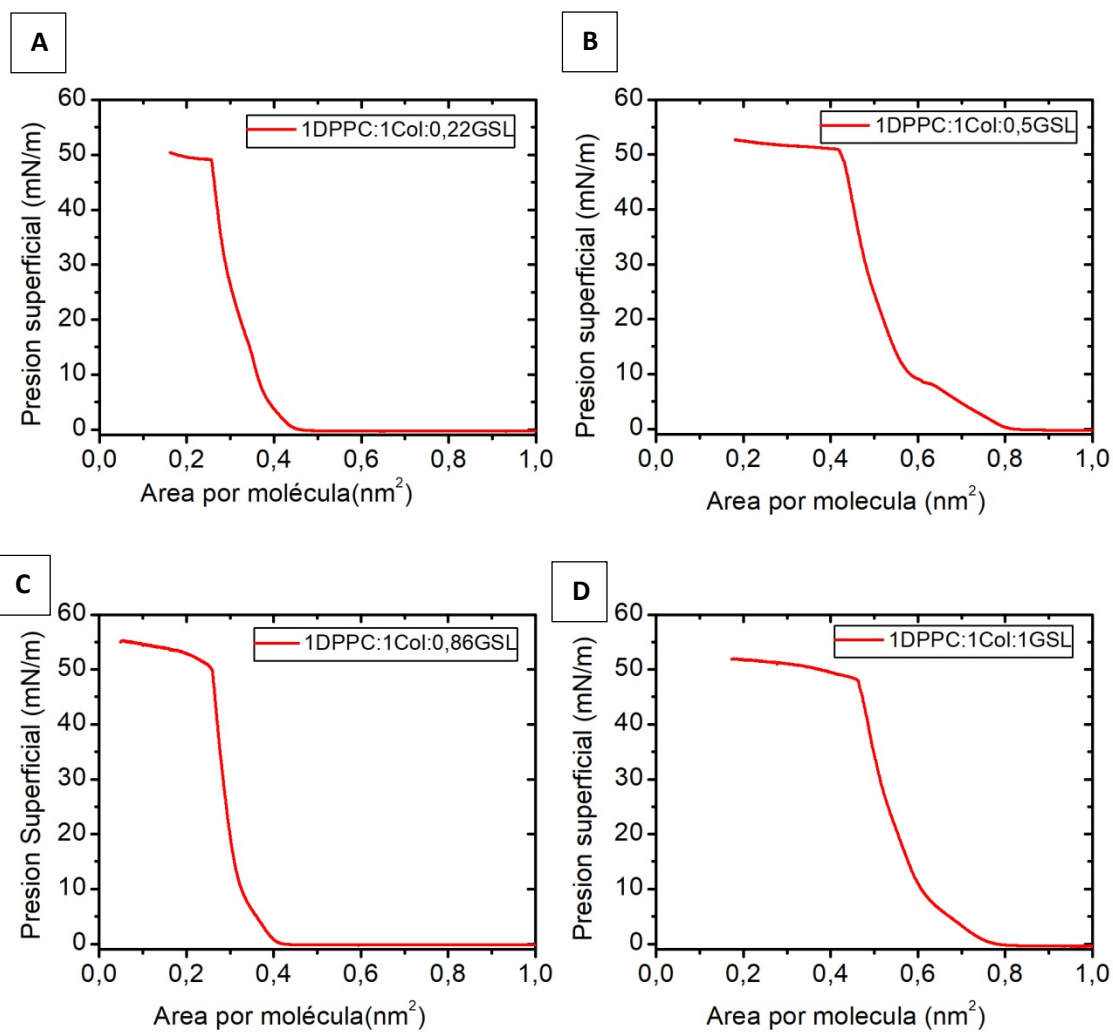 A
60
50
40
30
20
10
0
Presion superficial (mN/m)
1DPPC:1Col:0,22GSL
0,0 0,2 0,4 0,6 0,8 1,0
Area por molécula(nm²)
B
60
50
40
30
20
10
0
Presion superficial (mN/m)
1DPPC:1Col:0,5GSL
0,0 0,2 0,4 0,6 0,8 1,0
Area por molecula (nm²)
C
60
50
40
30
20
10
0
Presion Superficial (mN/m)
1DPPC:1Col:0,86GSL
0,0 0,2 0,4 0,6 0,8 1,0
Area por molécula(nm²)
D
60
50
40
30
20
10
0
Presion superficial (mN/m)
1DPPC:1Col:1GSL
0,0 0,2 0,4 0,6 0,8 1,0
Area por molecula (nm²)